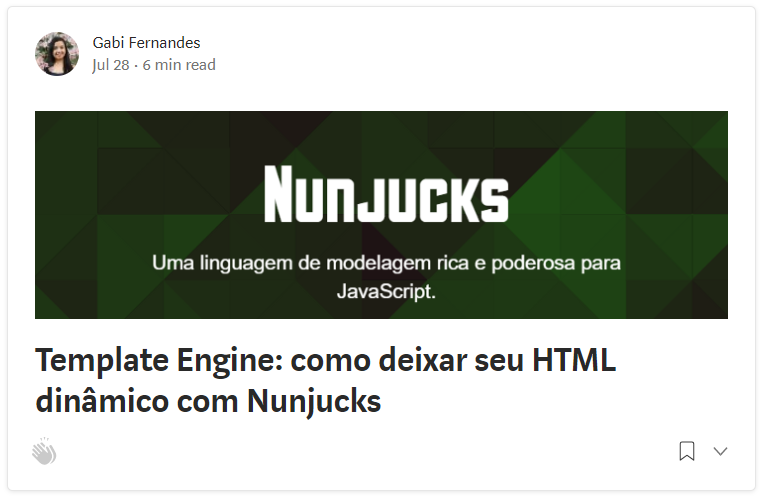 Gabi Fernandes
Jul 28 · 6 min read
Nunjucks
Uma linguagem de modelagem rica e poderosa para
JavaScript.
Template Engine: como deixar seu HTML
dinâmico com Nunjucks